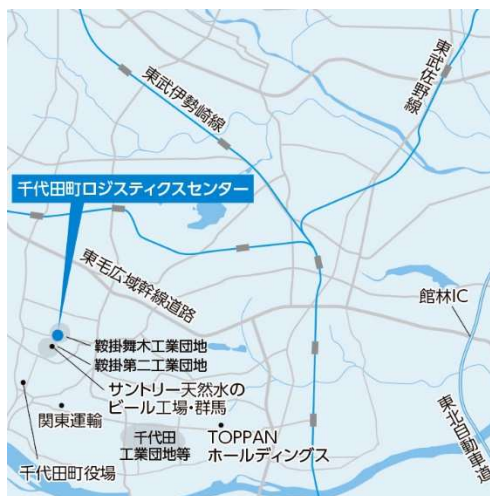 東武伊勢崎線
東武佐野線
千代田町ロジスティクスセンター
東毛広域幹線道路
館林IC
鞍掛舞木工業団地
鞍掛第二工業団地
サントリー天然水の
ビール工場・群馬
関東運輸
千代田
工業団地等
TOPPAN
ホールディングス
千代田町役場
東北自動車道